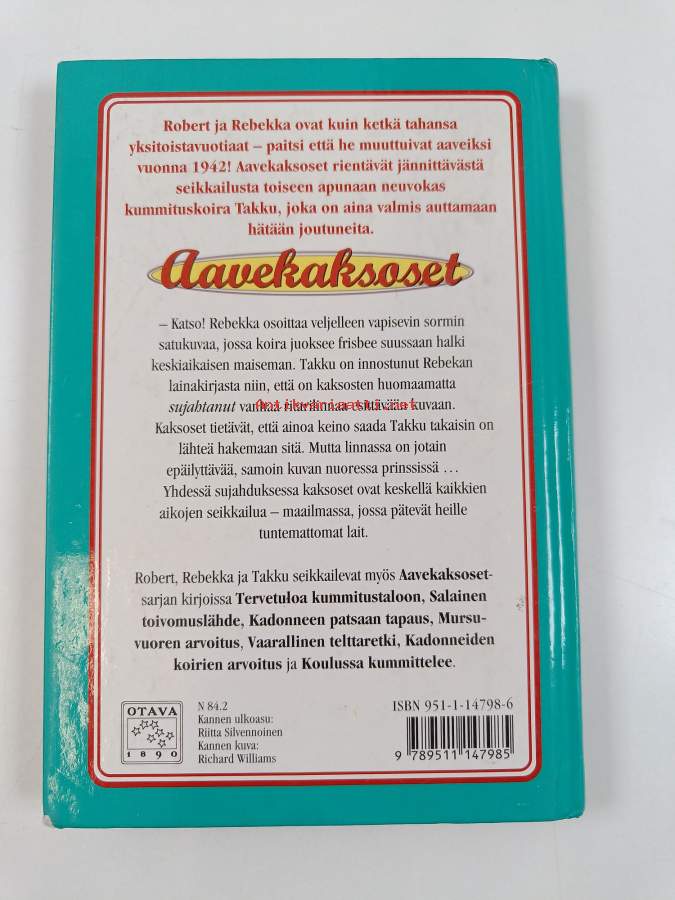 Robert ja Rebekka ovat kuin ketkä tahansa
yksitoistavuotiaat – paitsi että he muuttuivat aaveiksi
vuonna 1942! Aavekaksoset rientävät jännittävästä
seikkailusta toiseen apunaan neuvokas
kummituskoira Takku, joka on aina valmis auttamaan
hätään joutuneita.
Aavekaksoset
– Katso! Rebekka osoittaa veljelleen vapisevin sormin
satukuvaa, jossa koira juoksee frisbee suussaan halki
keskiaikaisen maiseman. Takku on innostunut Rebekan
lainakirjasta niin, että on kaksosten huomaamatta
sujahtanut vanhaa ritarilinnaa esittävään kuvaan.
Antikvariaatti.net
Kaksoset tietävät, että ainoa keino saada Takku takaisin on
lähteä hakemaan sitä. Mutta linnassa on jotain
epäilyttävää, samoin kuvan nuoressa prinssissä …
Yhdessä sujahduksessa kaksoset ovat keskellä kaikkien
aikojen seikkailua – maailmassa, jossa pätevät heille
tuntemattomat lait.
Robert, Rebekka ja Takku seikkailevat myös Aavekaksoset-
sarjan kirjoissa Tervetuloa kummitustaloon, Salainen
toivomuslähde, Kadonneen patsaan tapaus, Mursu-
vuoren arvoitus, Vaarallinen telttaretki, Kadonneiden
koirien arvoitus ja Koulussa kummittelee.
OTAVA
1890
N 84.2
Kannen ulkoasu:
Riitta Silvennoinen
Kannen kuva:
Richard Williams
ISBN 951-1-14798-6
9 789511 147985